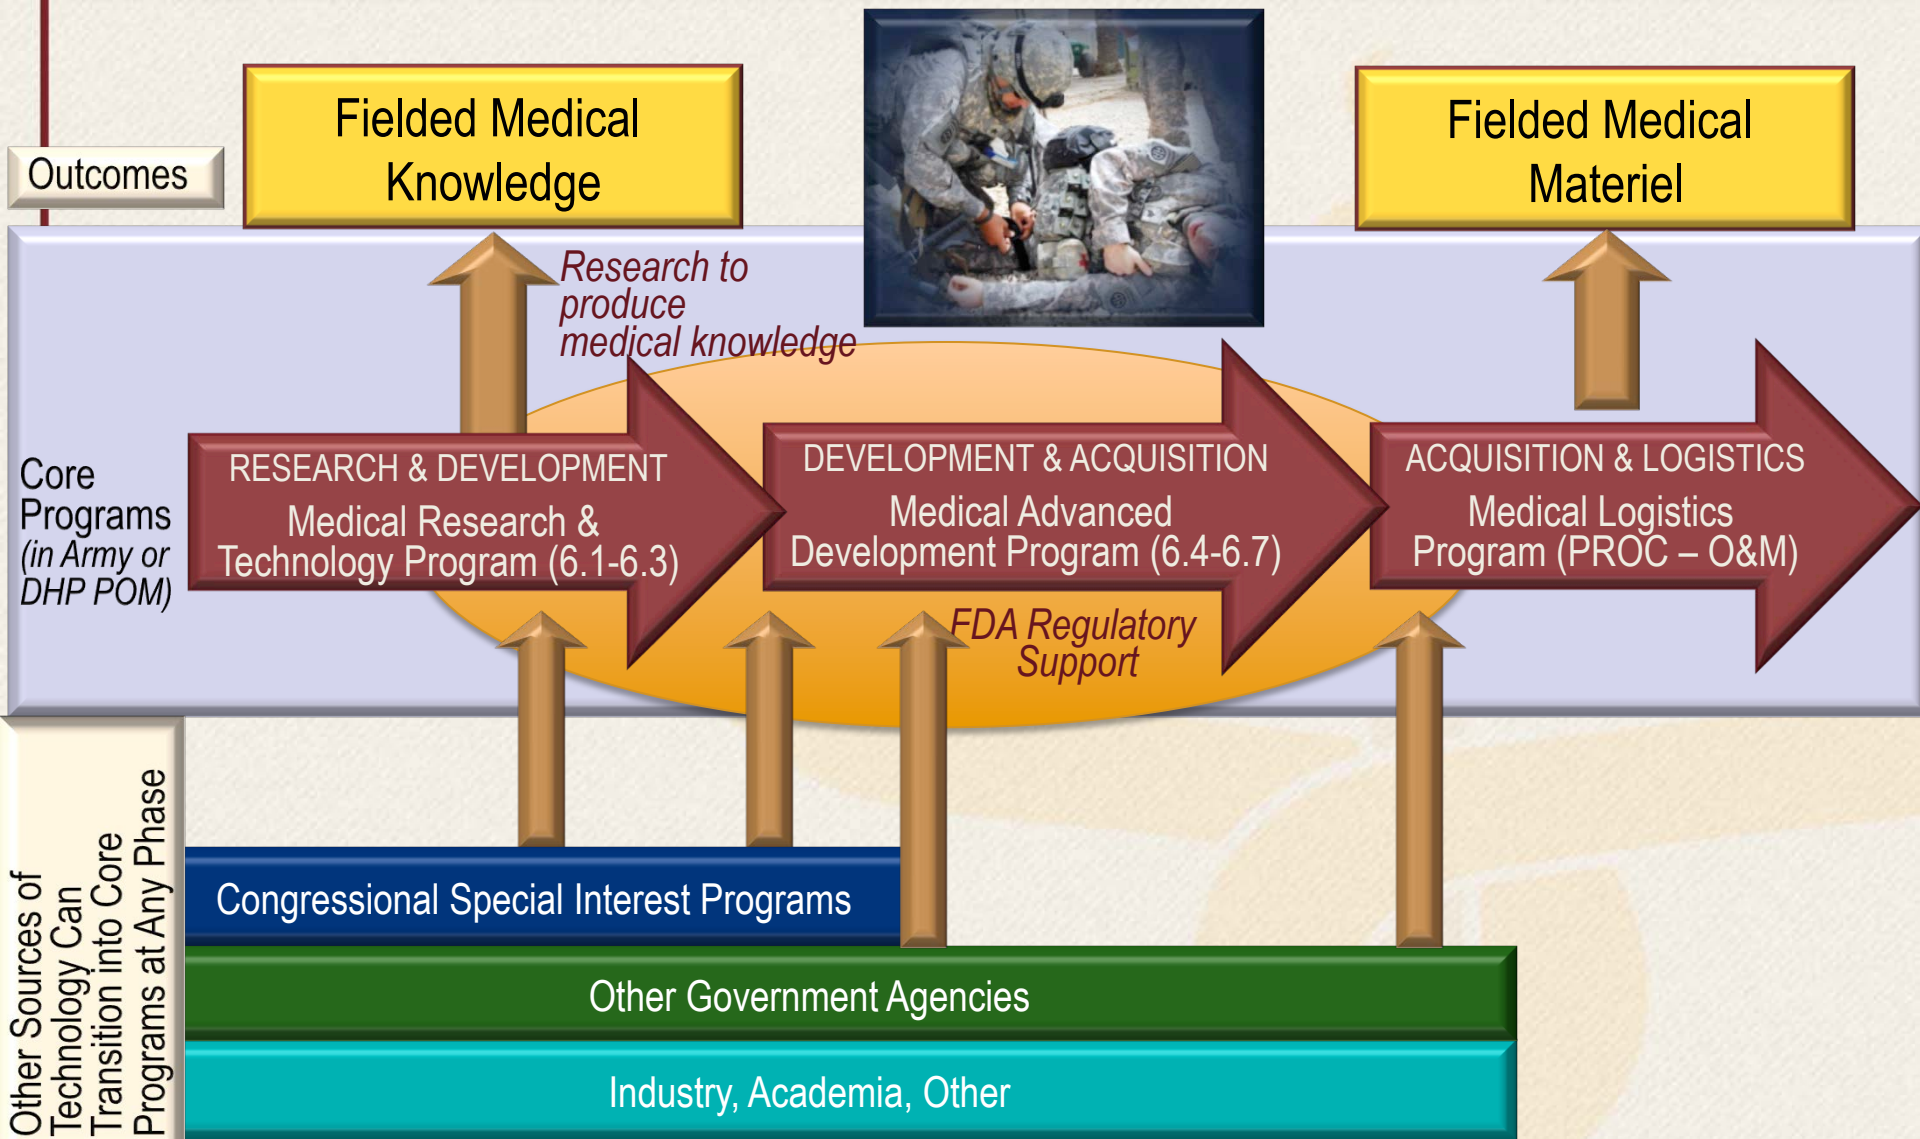 Fielded Medical
Knowledge
Fielded Medical
Materiel
Outcomes
Research to
produce
medical knowledge
Core
Programs
(in Army or
DHP POM)
RESEARCH & DEVELOPMENT
Medical Research &
Technology Program (6.1-6.3)
DEVELOPMENT & ACQUISITION
Medical Advanced
Development Program (6.4-6.7)
ACQUISITION & LOGISTICS
Medical Logistics
Program (PROC – O&M)
FDA Regulatory
Support
Other Sources of
Technology Can
Transition into Core
Programs at Any Phase
Congressional Special Interest Programs
Other Government Agencies
Industry, Academia, Other